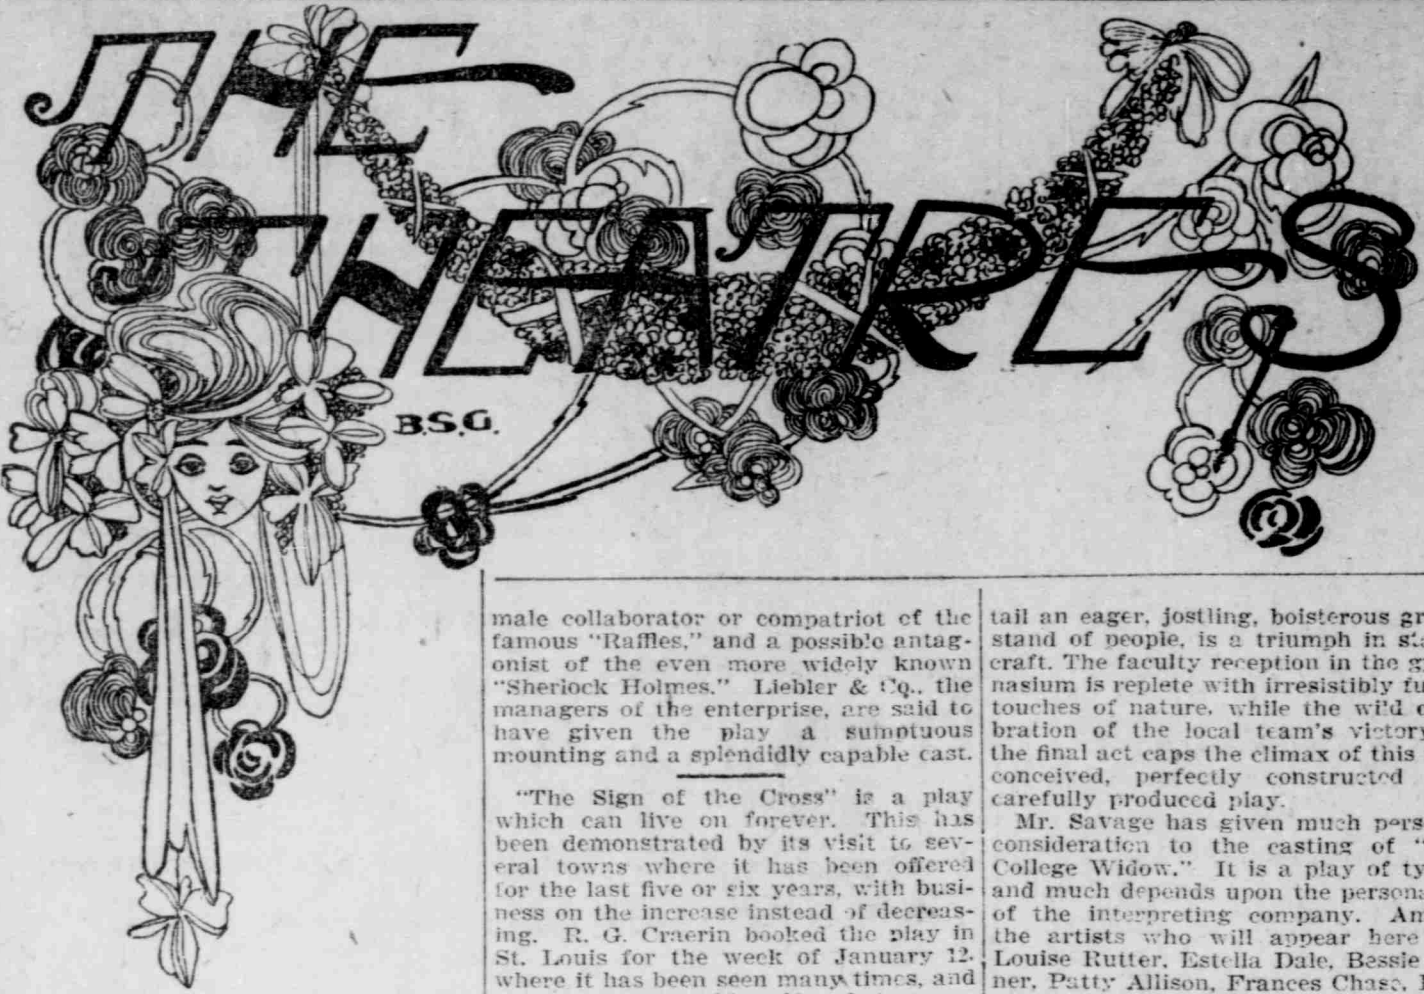 THE
THEATRES
B.S.G.
male collaborator or compatriot of the
famous "Raffles," and a possible antag-
onist of the even more widely known
"Sherlock Holmes." Liebler & Co., the
managers of the enterprise, are said to
have given the play a sumptuous
mounting and a splendidly capable cast.
"The Sign of the Cross" is a play
which can live on forever. This has
been demonstrated by its visit to sev-
eral towns where it has been offered
for the last five or six years, with busi-
ness on the increase instead of decreas-
ing. R. G. Craerin booked the play in
St. Louis for the week of January 12,
where it has been seen many times, and
tail an eager, jostling, boisterous gr
stand of people, is a triumph in
craft. The faculty reception in the
nasium is replete with irresistibly fu
touches of nature, while the wild
bration of the local team's victory
the final act caps the climax of this
conceived, perfectly constructed
carefully produced play.
Mr. Savage has given much pers
consideration to the casting of "
College Widow." It is a play of ty
and much depends upon the persona
of the interpreting company. Am
the artists who will appear here
Louise Rutter, Estella Dale, Bessie
ner, Patty Allison, Frances Chase,